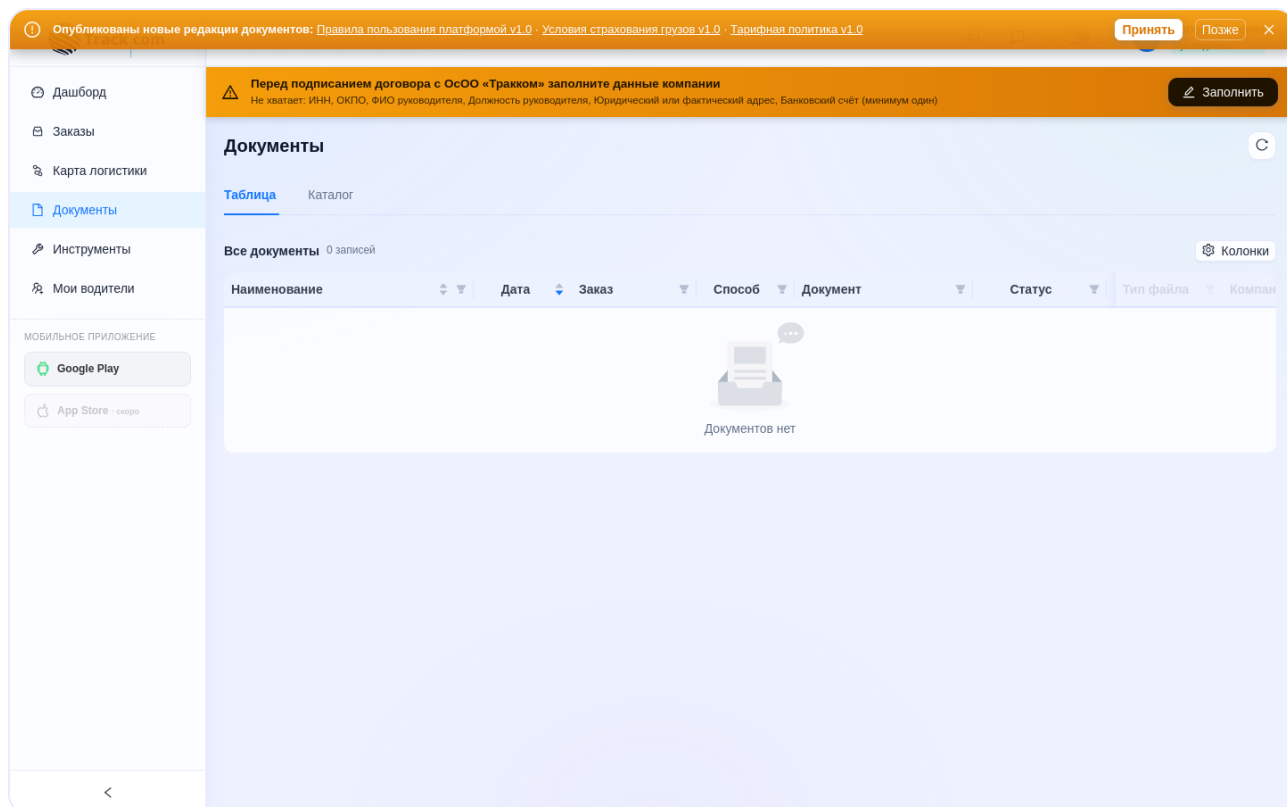 Опубликованы новые редакции документов: Правила пользования платформой v1.0 · Условия страхования грузов v1.0 · Тарифная политика v1.0
Принять
Позже
Track com
Перед подписанием договора с ОсОО «Тракком» заполните данные компании
Не хватает: ИНН, ОКПО, ФИО руководителя, Должность руководителя, Юридический или фактический адрес, Банковский счёт (минимум один)
Заполнить
Дашборд
Заказы
Карта логистики
Документы
Инструменты
Мои водители
МОБИЛЬНОЕ ПРИЛОЖЕНИЕ
Google Play
App Store · скоро
Документы
Таблица
Каталог
Все документы 0 записей
Колонки
Наименование Дата Заказ Способ Документ Статус Тип файла Компан
Документов нет